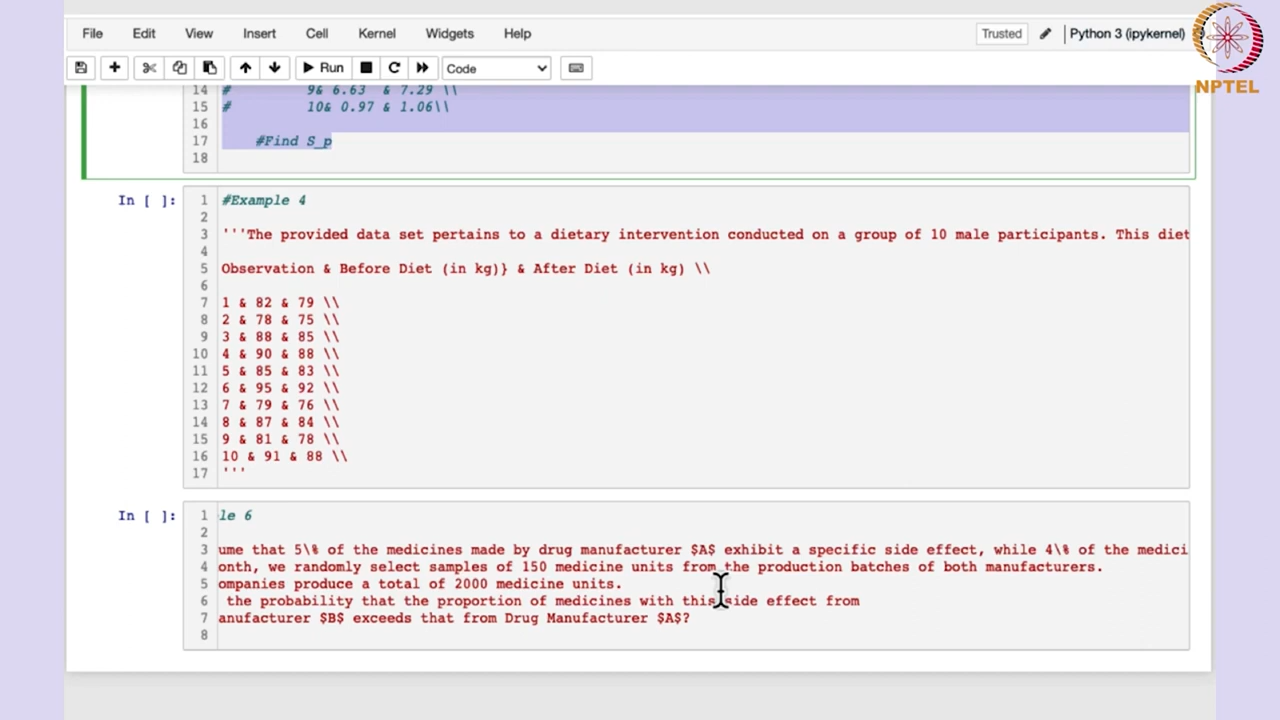 File Edit View Insert Cell Kernel Widgets Help Trusted Python 3 (ipykernel)
NPTEL
Run Code
14 # 9& 6.63 & 7.29 \\
15 # 10& 0.97 & 1.06\\
16
17 #Find S_p
18
In [ ]: 1 #Example 4
2
3 '''The provided data set pertains to a dietary intervention conducted on a group of 10 male participants. This diet
4
5 Observation & Before Diet (in kg)} & After Diet (in kg) \\
6
7 1 & 82 & 79 \\
8 2 & 78 & 75 \\
9 3 & 88 & 85 \\
10 4 & 90 & 88 \\
11 5 & 85 & 83 \\
12 6 & 95 & 92 \\
13 7 & 79 & 76 \\
14 8 & 87 & 84 \\
15 9 & 81 & 78 \\
16 10 & 91 & 88 \\
17 '''
In [ ]: 1 le 6
2
3 ume that 5\% of the medicines made by drug manufacturer $A$ exhibit a specific side effect, while 4\% of the medici
4 onth, we randomly select samples of 150 medicine units from the production batches of both manufacturers.
5 ompanies produce a total of 2000 medicine units.
6 the probability that the proportion of medicines with this side effect from
7 anufacturer $B$ exceeds that from Drug Manufacturer $A$?
8